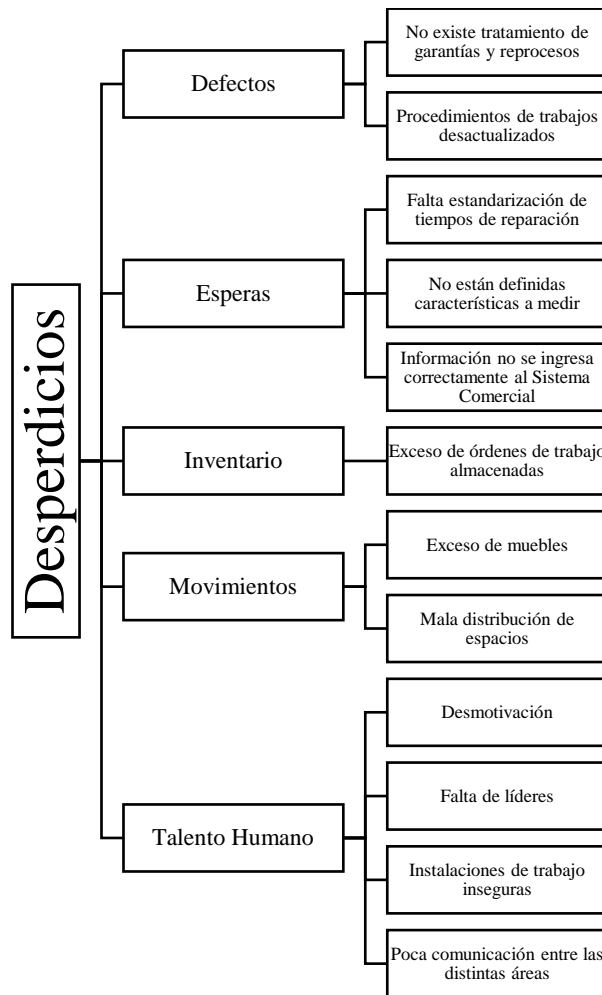 Desperdicios
Defectos
No existe tratamiento de
garantías y reprocesos
Procedimientos de trabajos
desactualizados
Esperas
Falta estandarización de
tiempos de reparación
No están definidas
características a medir
Información no se ingresa
correctamente al Sistema
Comercial
Inventario
Exceso de órdenes de trabajo
almacenadas
Movimientos
Exceso de muebles
Mala distribución de
espacios
Talento Humano
Desmotivación
Falta de líderes
Instalaciones de trabajo
inseguras
Poca comunicación entre las
distintas áreas